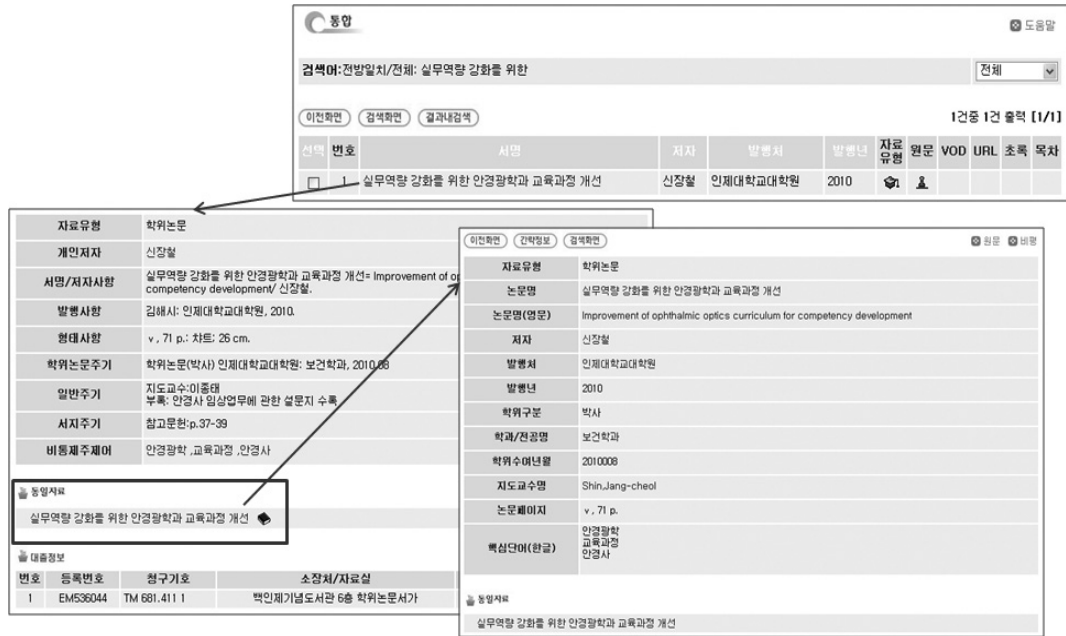 통합
도움말
검색어:전방일치/전체: 실무역량 강화를 위한
전체
이전화면 검색화면 결과내검색
1건중 1건 출력 [1/1]
선택 번호 서명 저자 발행처 발행년 자료유형 원문 VOD URL 초록 목차
1 실무역량 강화를 위한 안경광학과 교육과정 개선 신장철 인제대학교대학원 2010
자료유형 학위논문
개인저자 신장철
서명/저자사항 실무역량 강화를 위한 안경광학과 교육과정 개선= Improvement of op
competency development/ 신장철.
발행사항 김해시: 인제대학교대학원, 2010.
형태사항 v , 71 p.: 챠트; 26 cm.
학위논문주기 학위논문(박사) 인제대학교대학원: 보건학과, 2010,08
일반주기 지도교수:이종태
부록: 안경사 임상업무에 관한 설문지 수록
서지주기 참고문헌:p.37-39
비통제주제어 안경광학 ,교육과정 ,안경사
동일자료
실무역량 강화를 위한 안경광학과 교육과정 개선
대출정보
번호 등록번호 청구기호 소장처/자료실
1 EM536044 TM 681.411 1 백인제기념도서관 6층 학위논문서가
이전화면 간략정보 검색화면
원문 비평
자료유형 학위논문
논문명 실무역량 강화를 위한 안경광학과 교육과정 개선
논문명(영문) Improvement of ophthalmic optics curriculum for competency development
저자 신장철
발행처 인제대학교대학원
발행년 2010
학위구분 박사
학과/전공명 보건학과
학위수여년월 2010008
지도교수명 Shin,Jang-cheol
논문페이지 v , 71 p.
핵심단어(한글) 안경광학
교육과정
안경사
동일자료
실무역량 강화를 위한 안경광학과 교육과정 개선